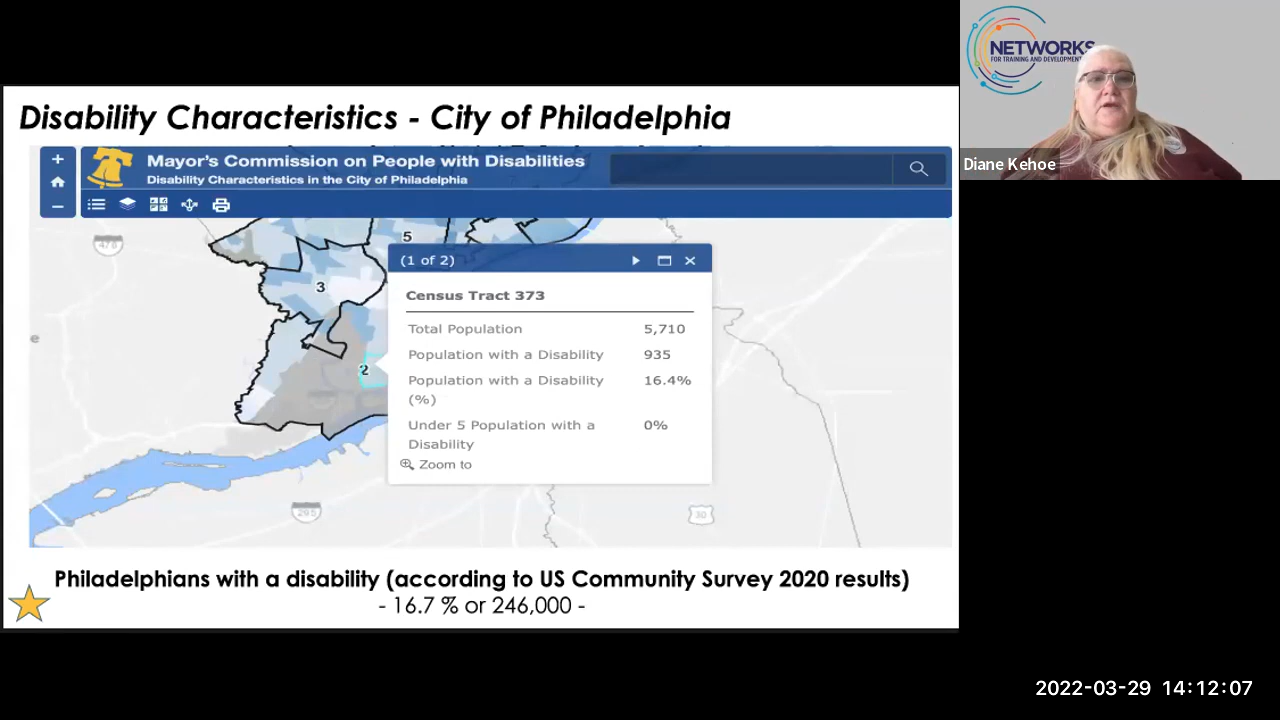 Disability Characteristics - City of Philadelphia
+
Mayor's Commission on People with Disabilities
Disability Characteristics in the City of Philadelphia
−
476
5
3
2
e
295
30
(1 of 2)
Census Tract 373
Total Population 5,710
Population with a Disability 935
Population with a Disability 16.4%
(%)
Under 5 Population with a 0%
Disability
Zoom to
Philadelphians with a disability (according to US Community Survey 2020 results)
- 16.7 % or 246,000 -
NETWORKS
FOR TRAINING AND DEVELOPMENT
Diane Kehoe
2022-03-29 14:12:07